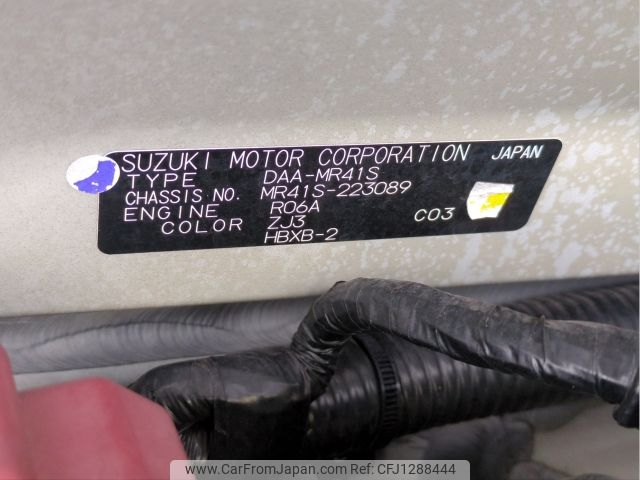 SUZUKI MOTOR CORPORATION JAPAN
TYPE DAA-MR41S
CHASSIS NO. MR41S-223089
ENGINE R06A
COLOR ZJ3
HBXB-2 C03
www.CarFromJapan.com | CFJ1288444